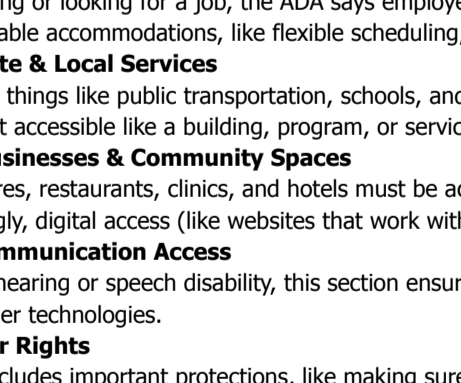 ng or looking for a job, the ADA says employe
able accommodations, like flexible scheduling,
te & Local Services
things like public transportation, schools, and
t accessible like a building, program, or servic
usinesses & Community Spaces
res, restaurants, clinics, and hotels must be ac
gly, digital access (like websites that work with
mmunication Access
hearing or speech disability, this section ensur
er technologies.
r Rights
cludes important protections, like making sure